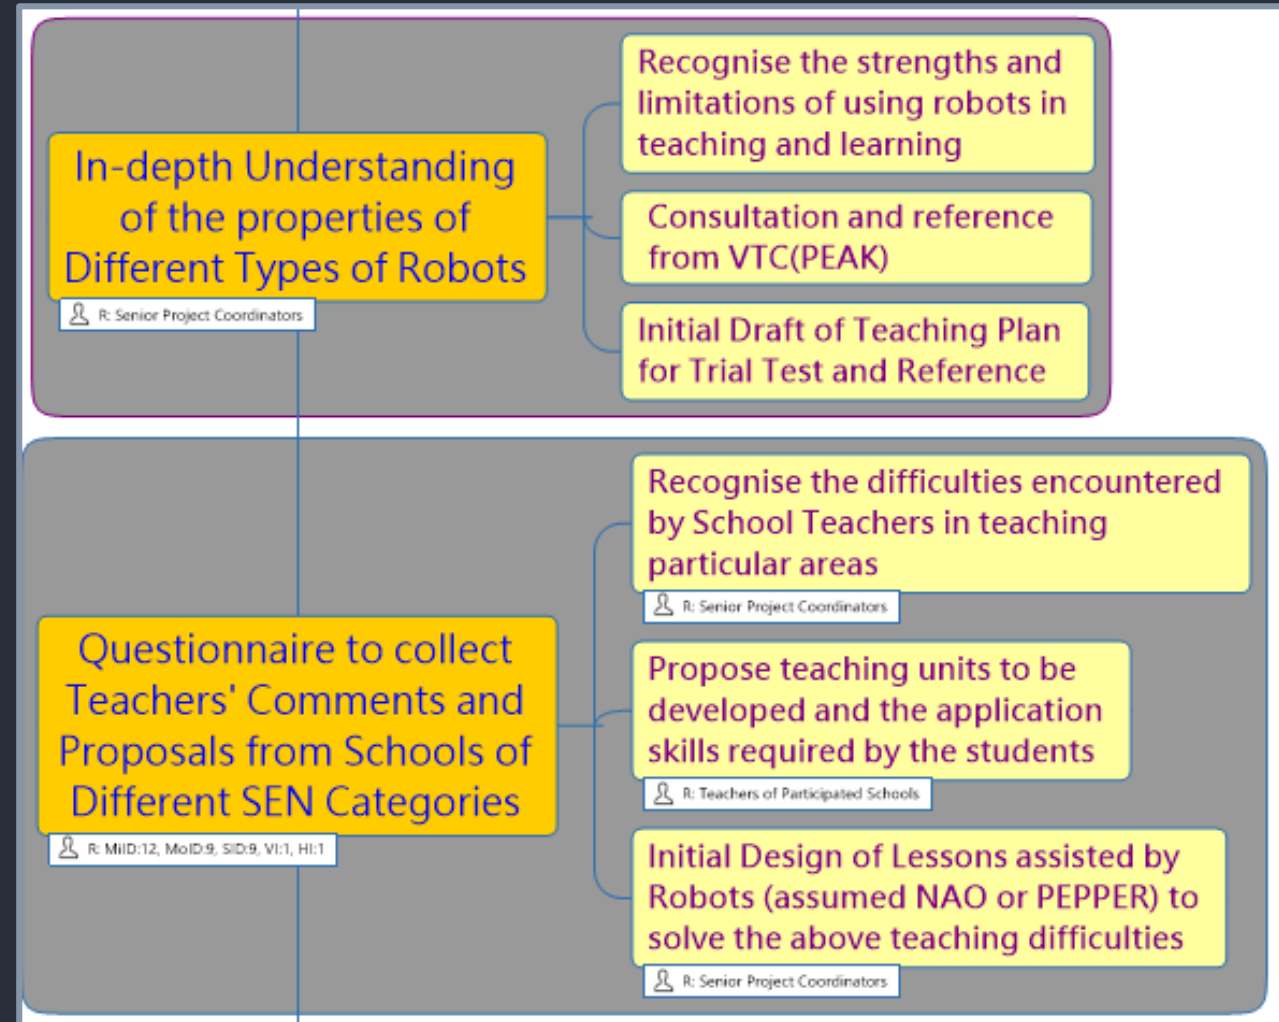 In-depth Understanding
of the properties of
Different Types of Robots
R: Senior Project Coordinators
Recognise the strengths and
limitations of using robots in
teaching and learning
Consultation and reference
from VTC(PEAK)
Initial Draft of Teaching Plan
for Trial Test and Reference
Questionnaire to collect
Teachers' Comments and
Proposals from Schools of
Different SEN Categories
R: MiID:12, MoID:9, SID:9, VI:1, HI:1
Recognise the difficulties encountered
by School Teachers in teaching
particular areas
R: Senior Project Coordinators
Propose teaching units to be
developed and the application
skills required by the students
R: Teachers of Participated Schools
Initial Design of Lessons assisted by
Robots (assumed NAO or PEPPER) to
solve the above teaching difficulties
R: Senior Project Coordinators